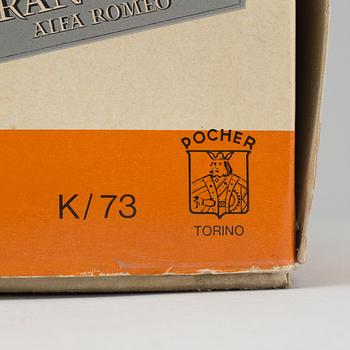 ALFA ROMEO
POCHER
K/73
TORINO